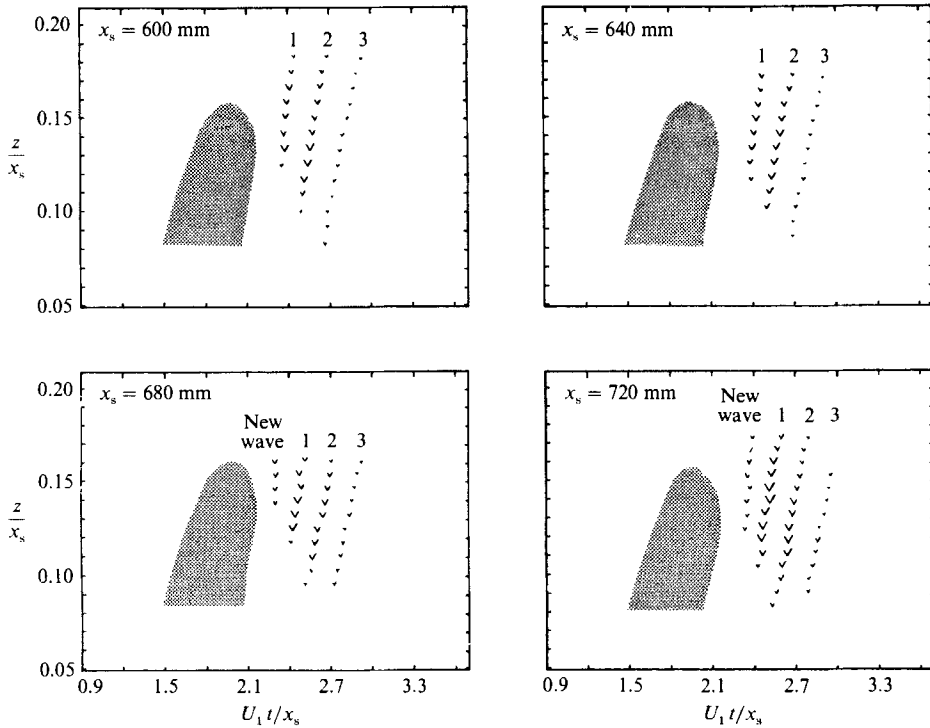 0.20
x_s = 600 mm
1 2 3
0.15
z/x_s
0.10
0.05
x_s = 640 mm
1 2 3
0.20
x_s = 680 mm
New wave 1 2 3
0.15
z/x_s
0.10
0.05
0.9 1.5 2.1 2.7 3.3
U_1 t/x_s
x_s = 720 mm
New wave 1 2 3
0.9 1.5 2.1 2.7 3.3
U_1 t/x_s